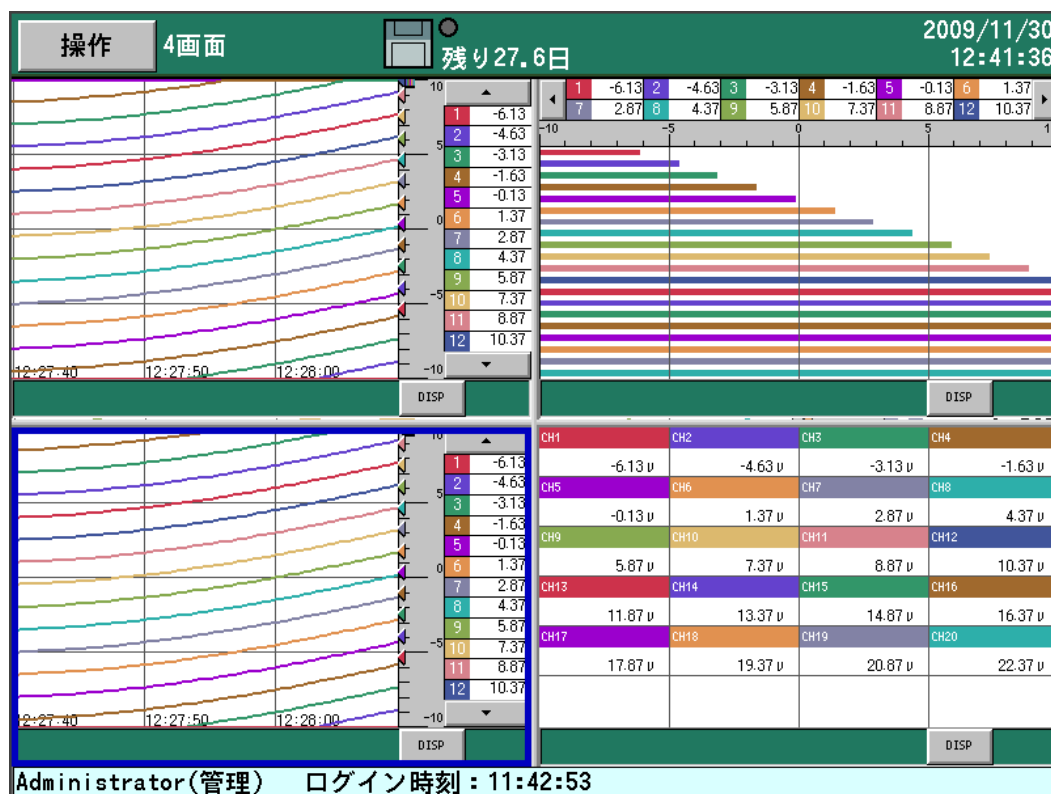 操作 4画面 残り27.6日 2009/11/30
12:41:36
10 5 0 -5 -10
1 -6.13
2 -4.63
3 -3.13
4 -1.63
5 -0.13
6 1.37
7 2.87
8 4.37
9 5.87
10 7.37
11 8.87
12 10.37
12:27:40 12:27:50 12:28:00
DISP
1 -6.13 2 -4.63 3 -3.13 4 -1.63 5 -0.13 6 1.37
7 2.87 8 4.37 9 5.87 10 7.37 11 8.87 12 10.37
-10 -5 0 5
DISP
10 5 0 -5 -10
1 -6.13
2 -4.63
3 -3.13
4 -1.63
5 -0.13
6 1.37
7 2.87
8 4.37
9 5.87
10 7.37
11 8.87
12 10.37
12:27:40 12:27:50 12:28:00
DISP
CH1 CH2 CH3 CH4
-6.13 υ -4.63 υ -3.13 υ -1.63 υ
CH5 CH6 CH7 CH8
-0.13 υ 1.37 υ 2.87 υ 4.37 υ
CH9 CH10 CH11 CH12
5.87 υ 7.37 υ 8.87 υ 10.37 υ
CH13 CH14 CH15 CH16
11.87 υ 13.37 υ 14.87 υ 16.37 υ
CH17 CH18 CH19 CH20
17.87 υ 19.37 υ 20.87 υ 22.37 υ
DISP
Administrator(管理) ログイン時刻：11:42:53